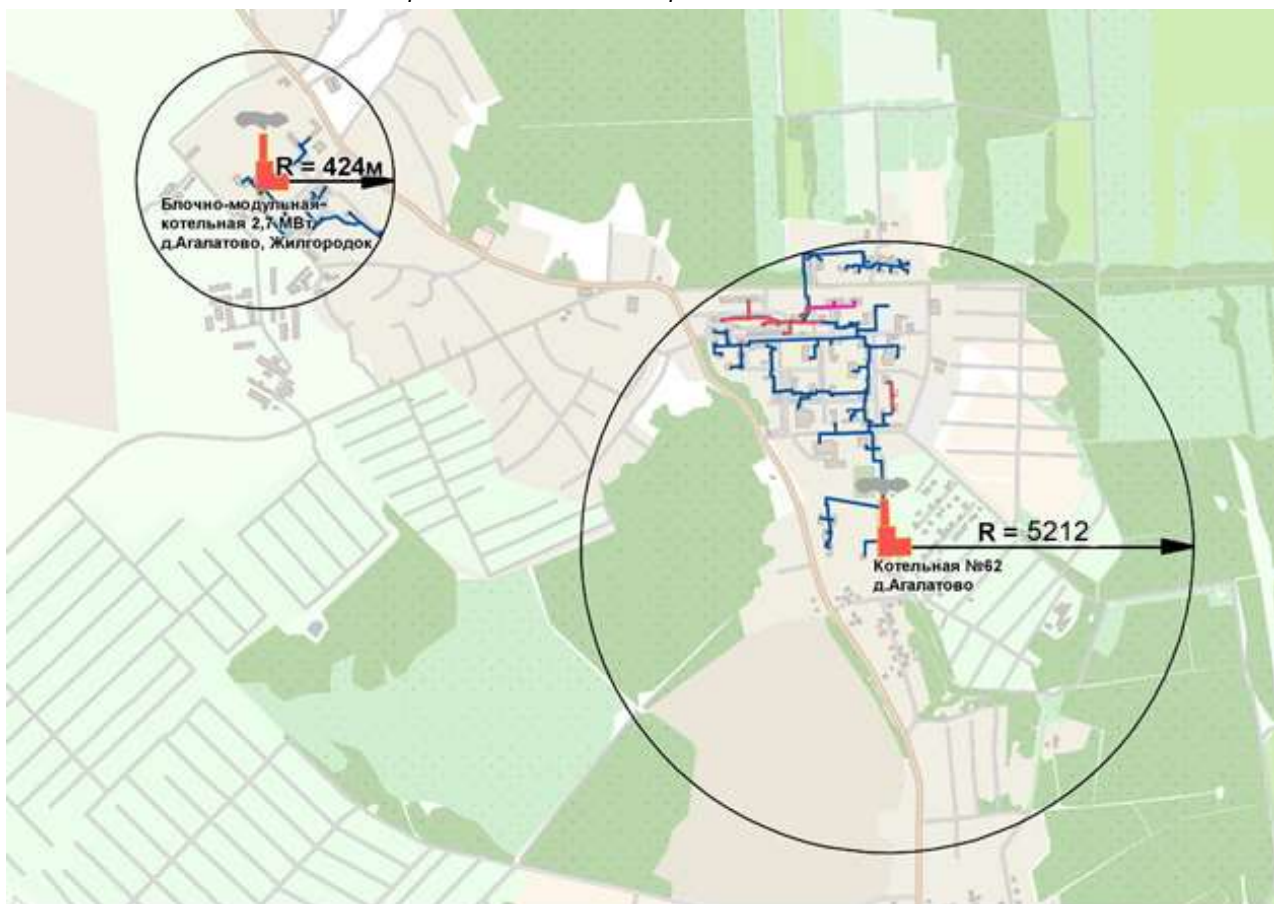 R = 424м
Блочно-модульная
котельная 2,7 МВт,
д.Агалатово, Жилгородок
R = 5212
Котельная №62
д.Агалатово